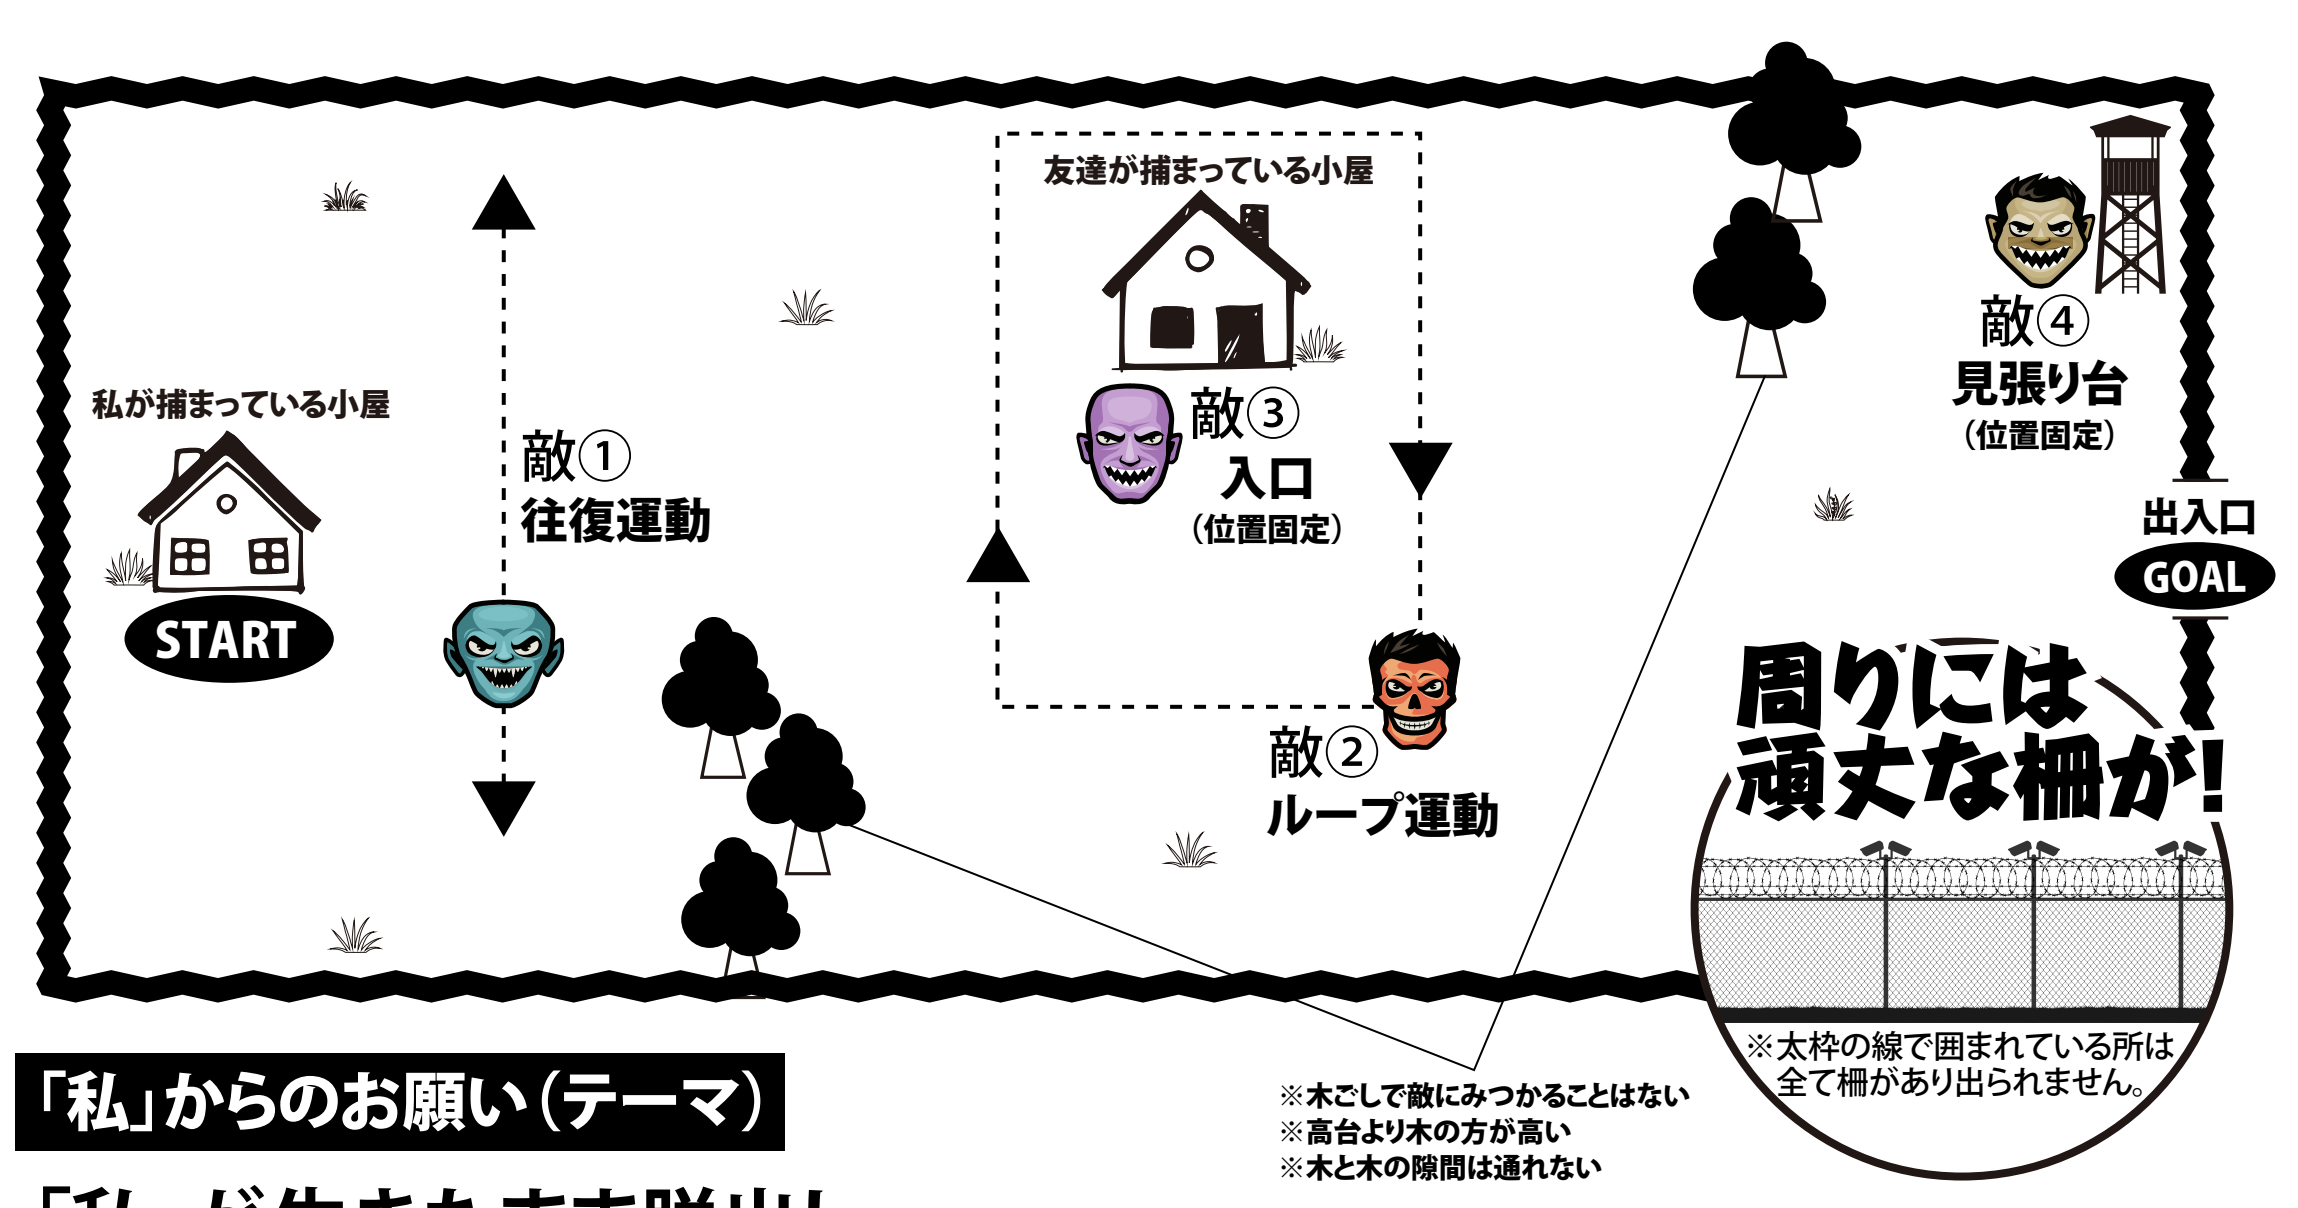 友達が捕まっている小屋
私が捕まっている小屋
START
敵①
往復運動
敵③
入口
（位置固定）
敵②
ループ運動
敵④
見張り台
（位置固定）
出入口
GOAL
周りには
頑丈な柵が！
※太枠の線で囲まれている所は
全て柵があり出られません。
※木ごしで敵にみつかることはない
※高台より木の方が高い
※木と木の隙間は通れない
「私」からのお願い（テーマ）